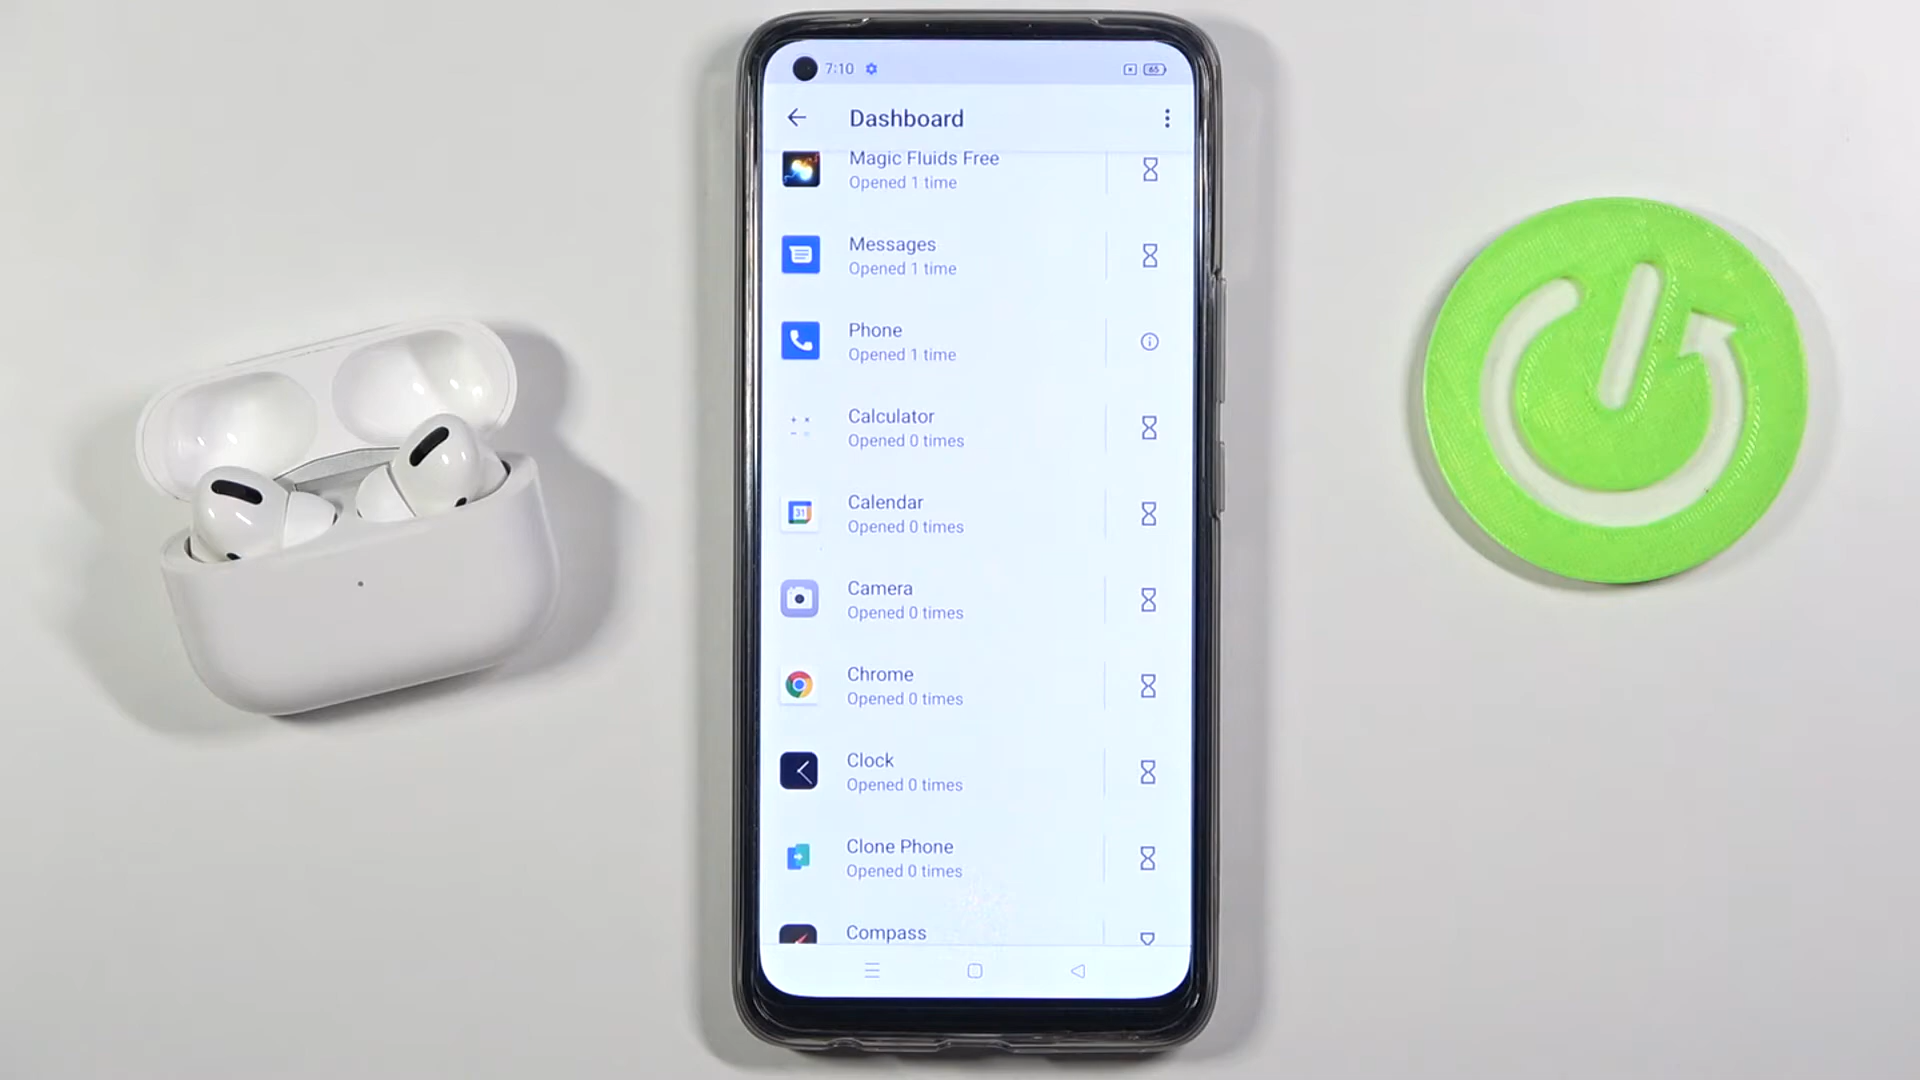 7:10
65
Dashboard
Magic Fluids Free
Opened 1 time
Messages
Opened 1 time
Phone
Opened 1 time
Calculator
Opened 0 times
31
Calendar
Opened 0 times
Camera
Opened 0 times
Chrome
Opened 0 times
Clock
Opened 0 times
Clone Phone
Opened 0 times
Compass